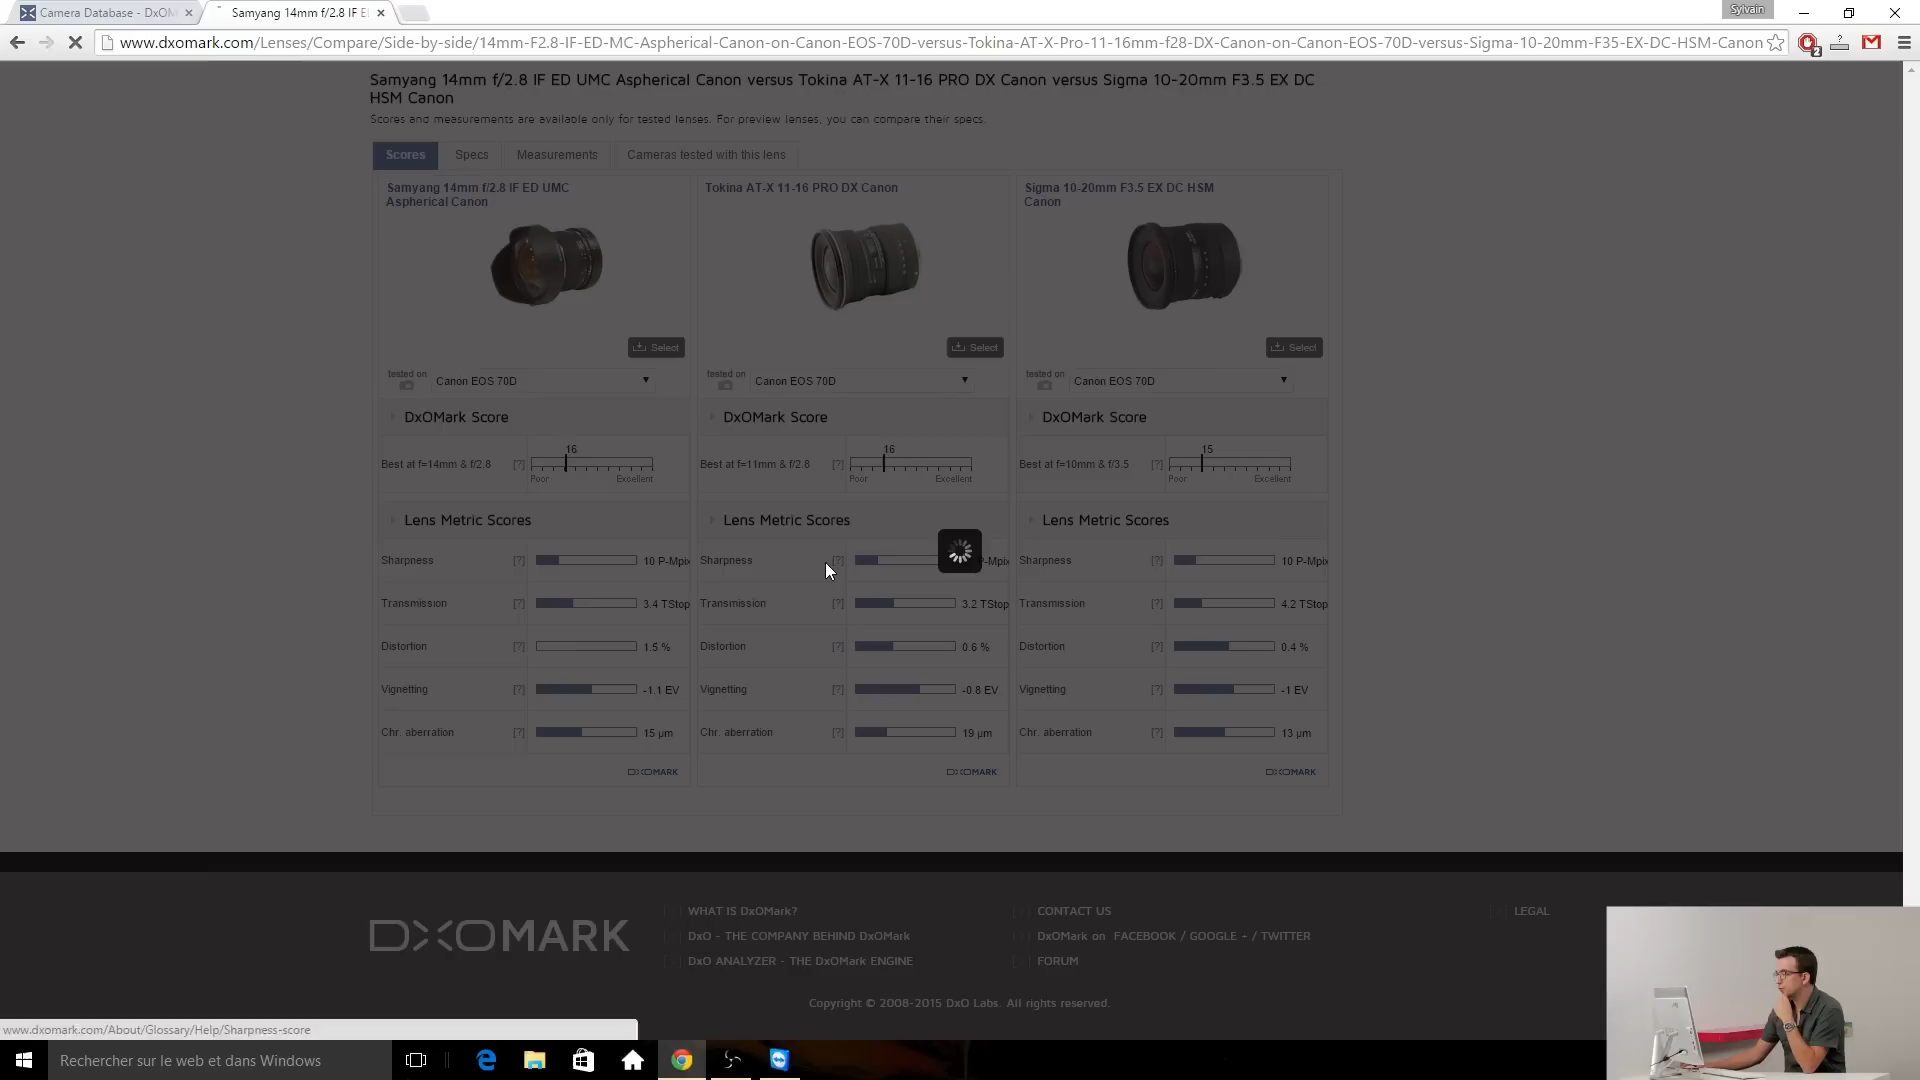 Camera Database - DxOM
Samyang 14mm f/2.8 IF E
Sylvain
www.dxomark.com/Lenses/Compare/Side-by-side/14mm-F2.8-IF-ED-MC-Aspherical-Canon-on-Canon-EOS-70D-versus-Tokina-AT-X-Pro-11-16mm-f28-DX-Canon-on-Canon-EOS-70D-versus-Sigma-10-20mm-F35-EX-DC-HSM-Canon
2
Samyang 14mm f/2.8 IF ED UMC Aspherical Canon versus Tokina AT-X 11-16 PRO DX Canon versus Sigma 10-20mm F3.5 EX DC
HSM Canon
Scores and measurements are available only for tested lenses. For preview lenses, you can compare their specs.
Scores Specs Measurements Cameras tested with this lens
Samyang 14mm f/2.8 IF ED UMC Tokina AT-X 11-16 PRO DX Canon Sigma 10-20mm F3.5 EX DC HSM
Aspherical Canon Canon
Select Select Select
tested on Canon EOS 70D tested on Canon EOS 70D tested on Canon EOS 70D
DxOMark Score DxOMark Score DxOMark Score
16 16 15
Best at f=14mm & f/2.8 [?] Best at f=11mm & f/2.8 [?] Best at f=10mm & f/3.5 [?]
Poor Excellent Poor Excellent Poor Excellent
Lens Metric Scores Lens Metric Scores Lens Metric Scores
Sharpness [?] 10 P-Mpix Sharpness [?] P-Mpix Sharpness [?] 10 P-Mpix
Transmission [?] 3.4 TStop Transmission [?] 3.2 TStop Transmission [?] 4.2 TStop
Distortion [?] 1.5 % Distortion [?] 0.6 % Distortion [?] 0.4 %
Vignetting [?] -1.1 EV Vignetting [?] -0.8 EV Vignetting [?] -1 EV
Chr. aberration [?] 15 µm Chr. aberration [?] 19 µm Chr. aberration [?] 13 µm
DXOMARK DXOMARK DXOMARK
DXOMARK
WHAT IS DxOMark? CONTACT US LEGAL
DxO - THE COMPANY BEHIND DxOMark DxOMark on FACEBOOK / GOOGLE + / TWITTER
DxO ANALYZER - THE DxOMark ENGINE FORUM
Copyright © 2008-2015 DxO Labs. All rights reserved.
www.dxomark.com/About/Glossary/Help/Sharpness-score
Rechercher sur le web et dans Windows